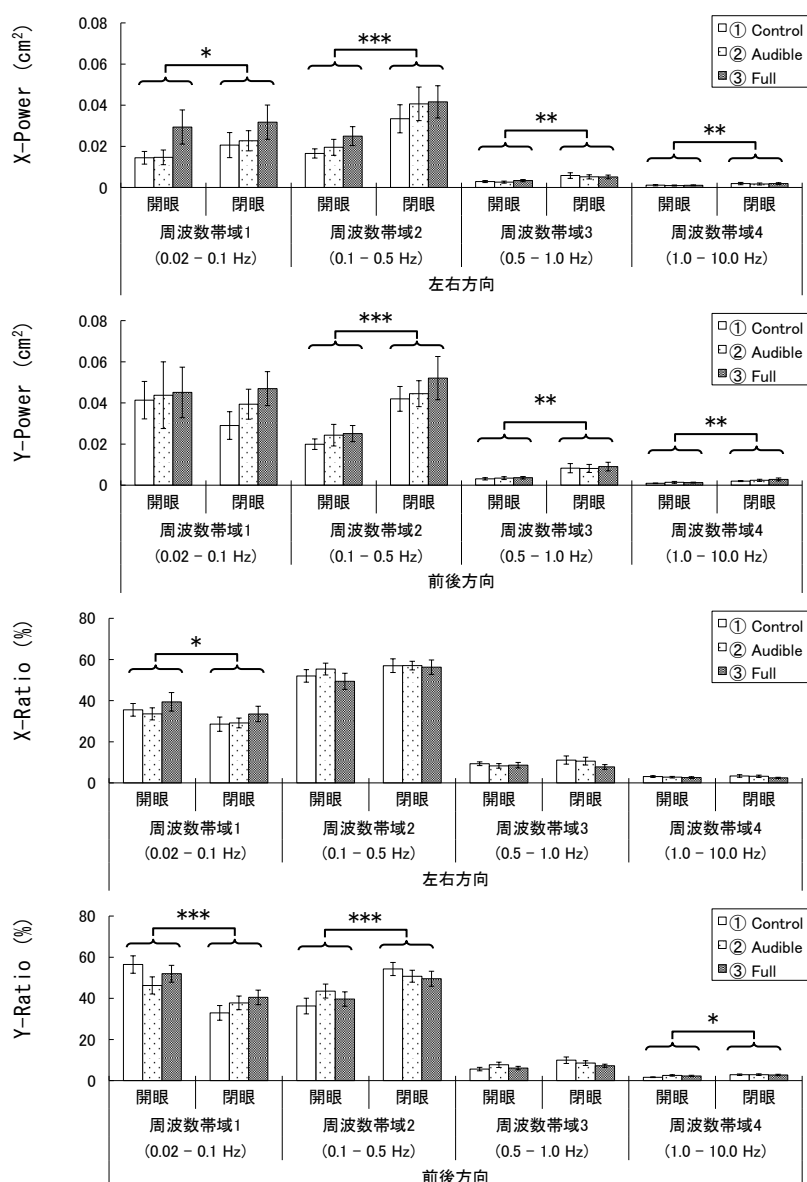 X-Power (cm²)
0.08
0.06
0.04
0.02
0
*
***
**
**
① Control
② Audible
③ Full
開眼 閉眼 開眼 閉眼 開眼 閉眼 開眼 閉眼
周波数帯域1 周波数帯域2 周波数帯域3 周波数帯域4
(0.02 - 0.1 Hz) (0.1 - 0.5 Hz) (0.5 - 1.0 Hz) (1.0 - 10.0 Hz)
左右方向
Y-Power (cm²)
0.08
0.06
0.04
0.02
0
***
**
**
① Control
② Audible
③ Full
開眼 閉眼 開眼 閉眼 開眼 閉眼 開眼 閉眼
周波数帯域1 周波数帯域2 周波数帯域3 周波数帯域4
(0.02 - 0.1 Hz) (0.1 - 0.5 Hz) (0.5 - 1.0 Hz) (1.0 - 10.0 Hz)
前後方向
X-Ratio (%)
80
60
40
20
0
*
① Control
② Audible
③ Full
開眼 閉眼 開眼 閉眼 開眼 閉眼 開眼 閉眼
周波数帯域1 周波数帯域2 周波数帯域3 周波数帯域4
(0.02 - 0.1 Hz) (0.1 - 0.5 Hz) (0.5 - 1.0 Hz) (1.0 - 10.0 Hz)
左右方向
Y-Ratio (%)
80
60
40
20
0
***
***
*
① Control
② Audible
③ Full
開眼 閉眼 開眼 閉眼 開眼 閉眼 開眼 閉眼
周波数帯域1 周波数帯域2 周波数帯域3 周波数帯域4
(0.02 - 0.1 Hz) (0.1 - 0.5 Hz) (0.5 - 1.0 Hz) (1.0 - 10.0 Hz)
前後方向